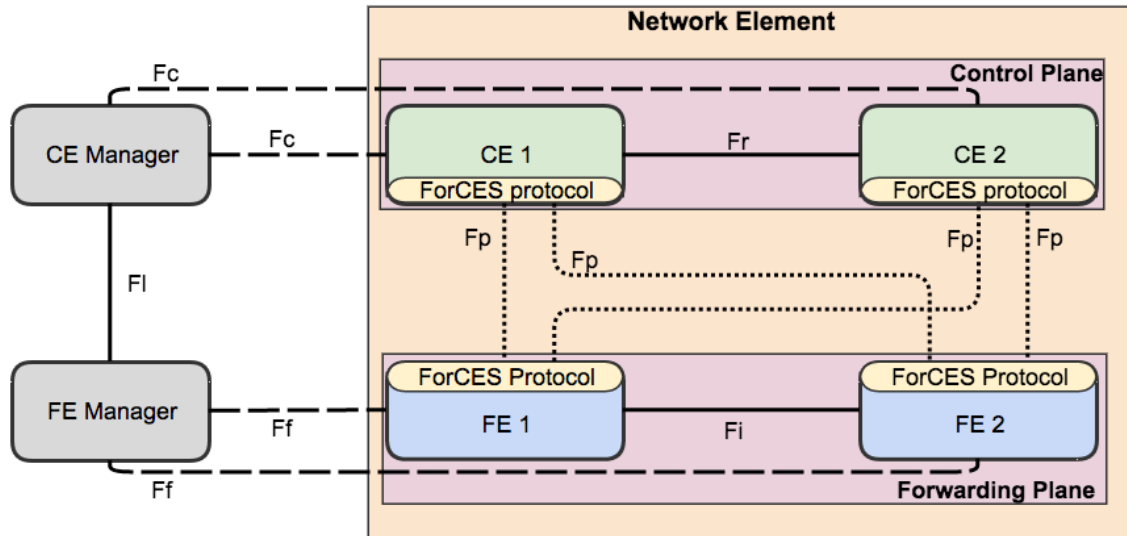 Network Element
Control Plane
Fc
CE Manager
Fc
CE 1
Fr
CE 2
ForCES protocol
ForCES protocol
Fp
Fp
Fp
Fp
Fl
ForCES Protocol
ForCES Protocol
FE Manager
Ff
FE 1
Fi
FE 2
Ff
Forwarding Plane